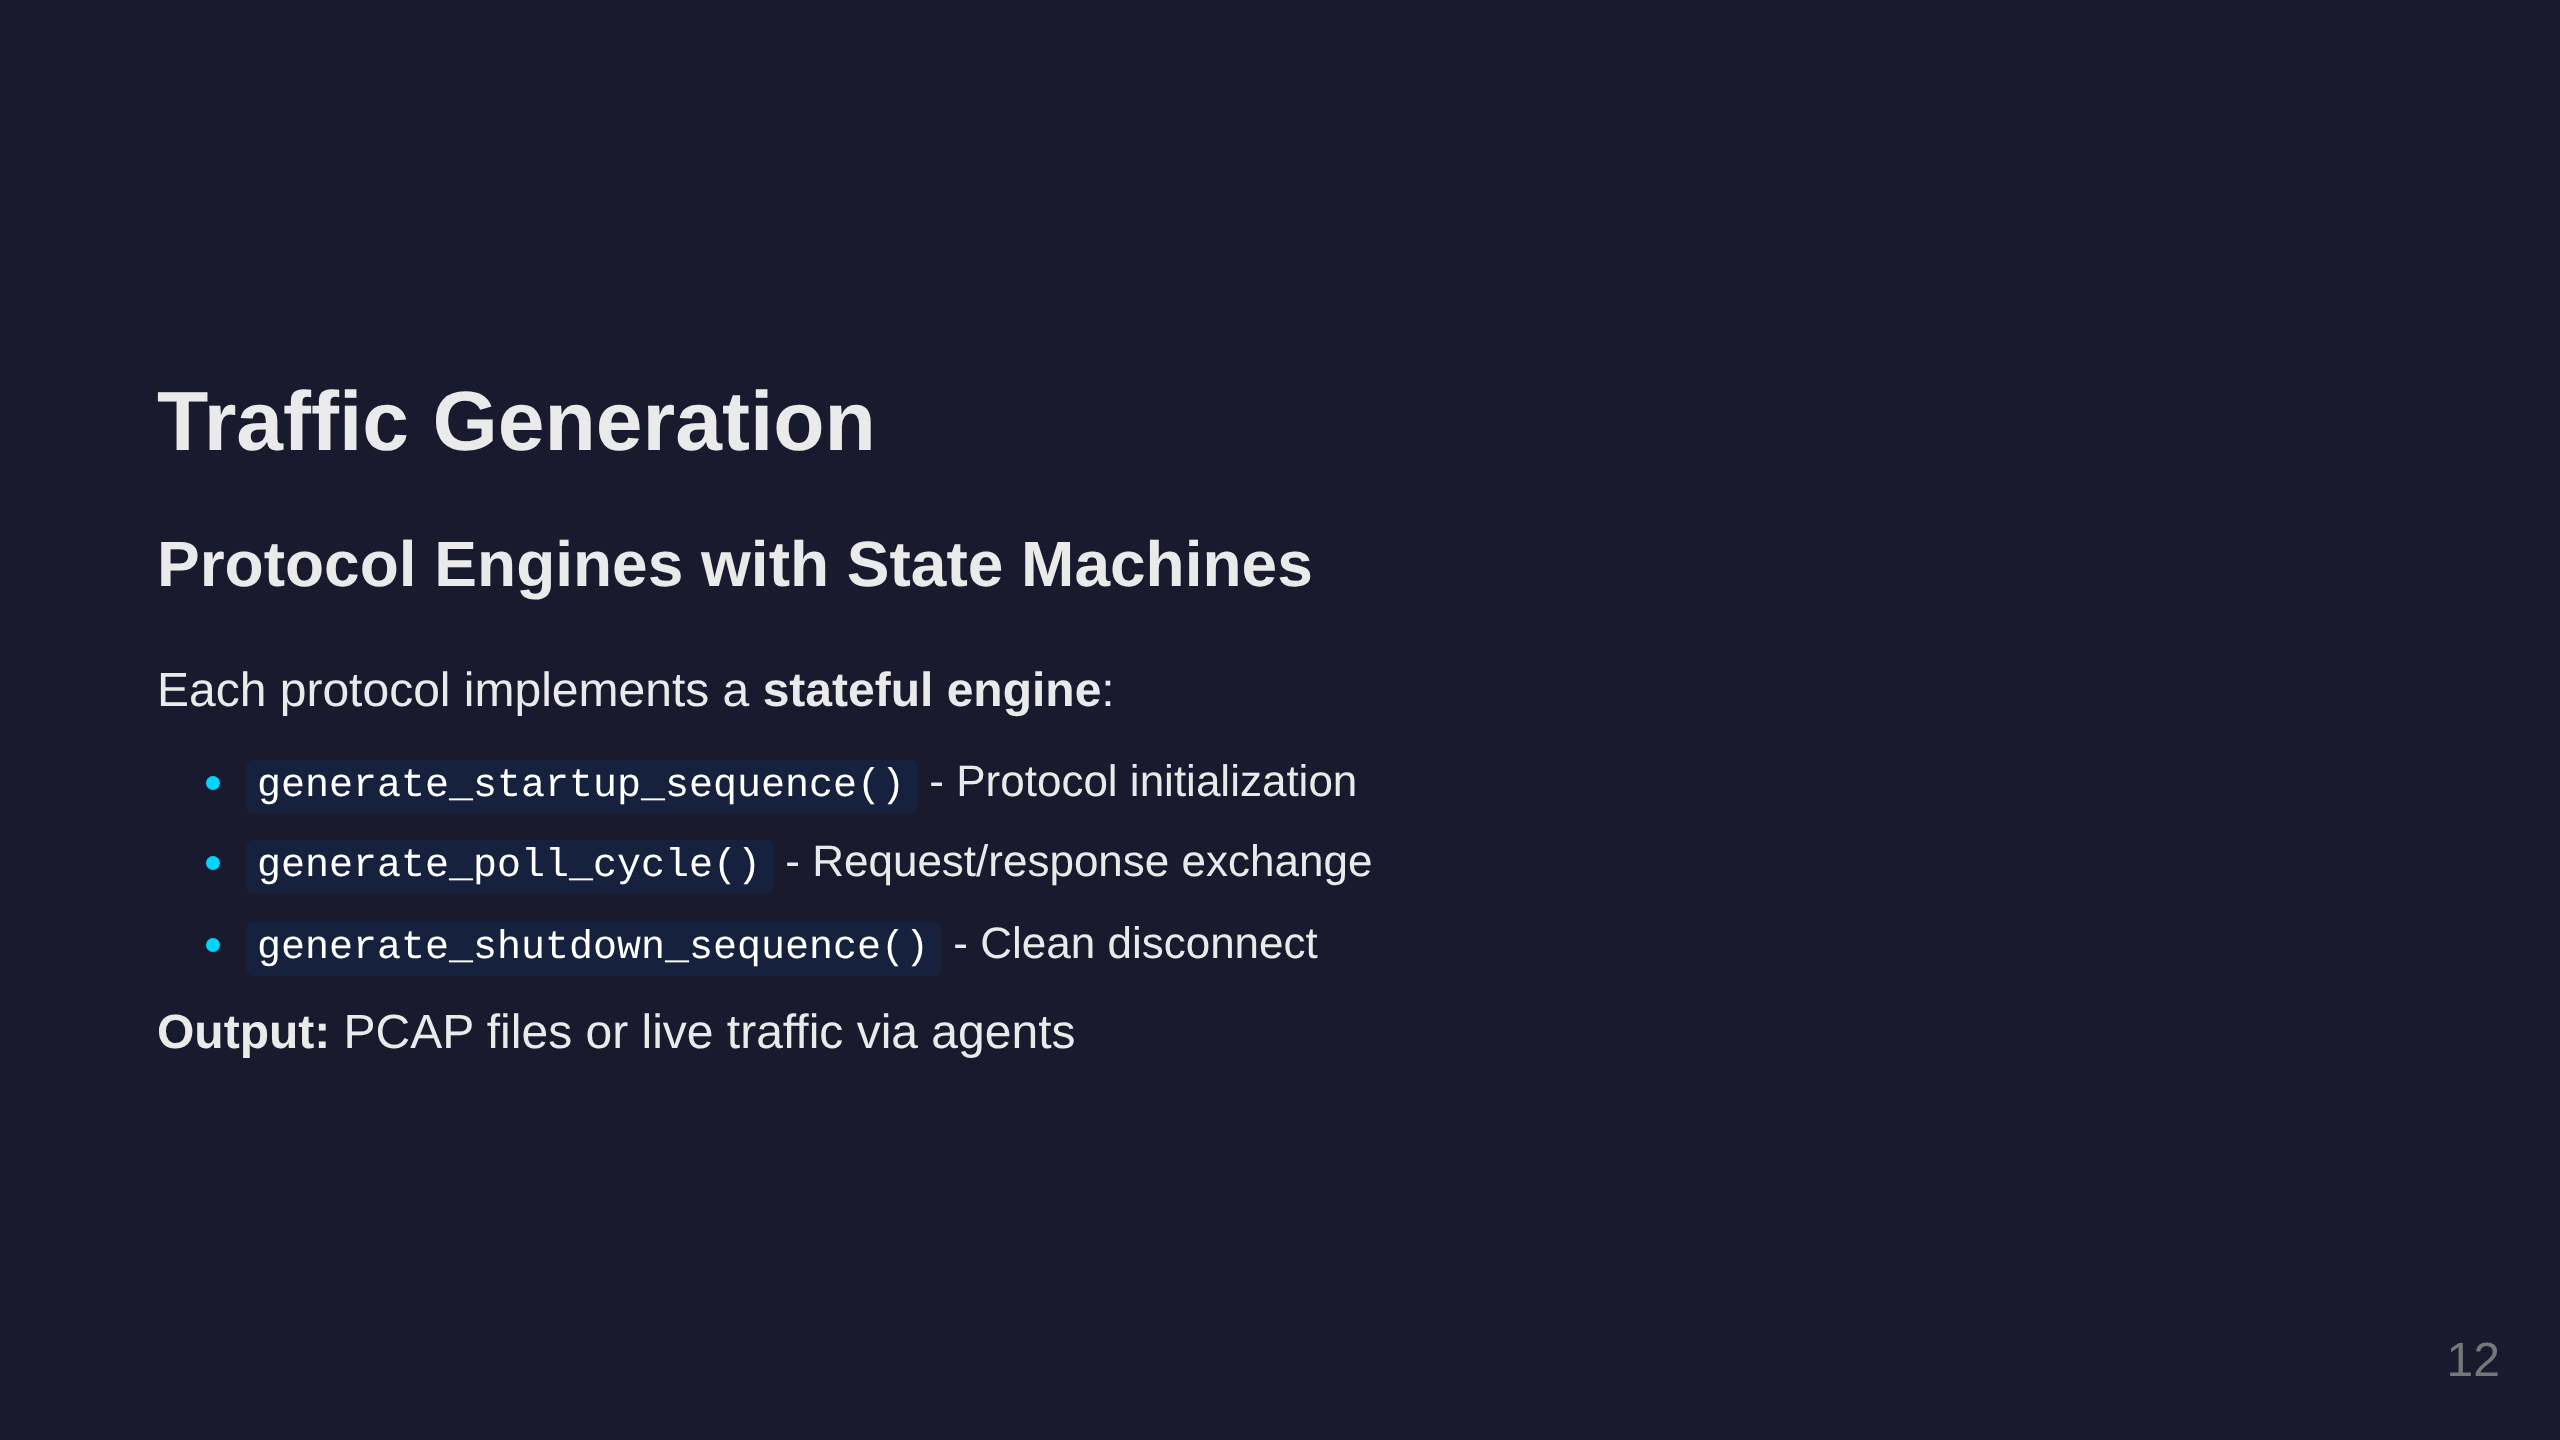 Traffic Generation
Protocol Engines with State Machines
Each protocol implements a stateful engine:
• generate_startup_sequence() - Protocol initialization
• generate_poll_cycle() - Request/response exchange
• generate_shutdown_sequence() - Clean disconnect
Output: PCAP files or live traffic via agents
12